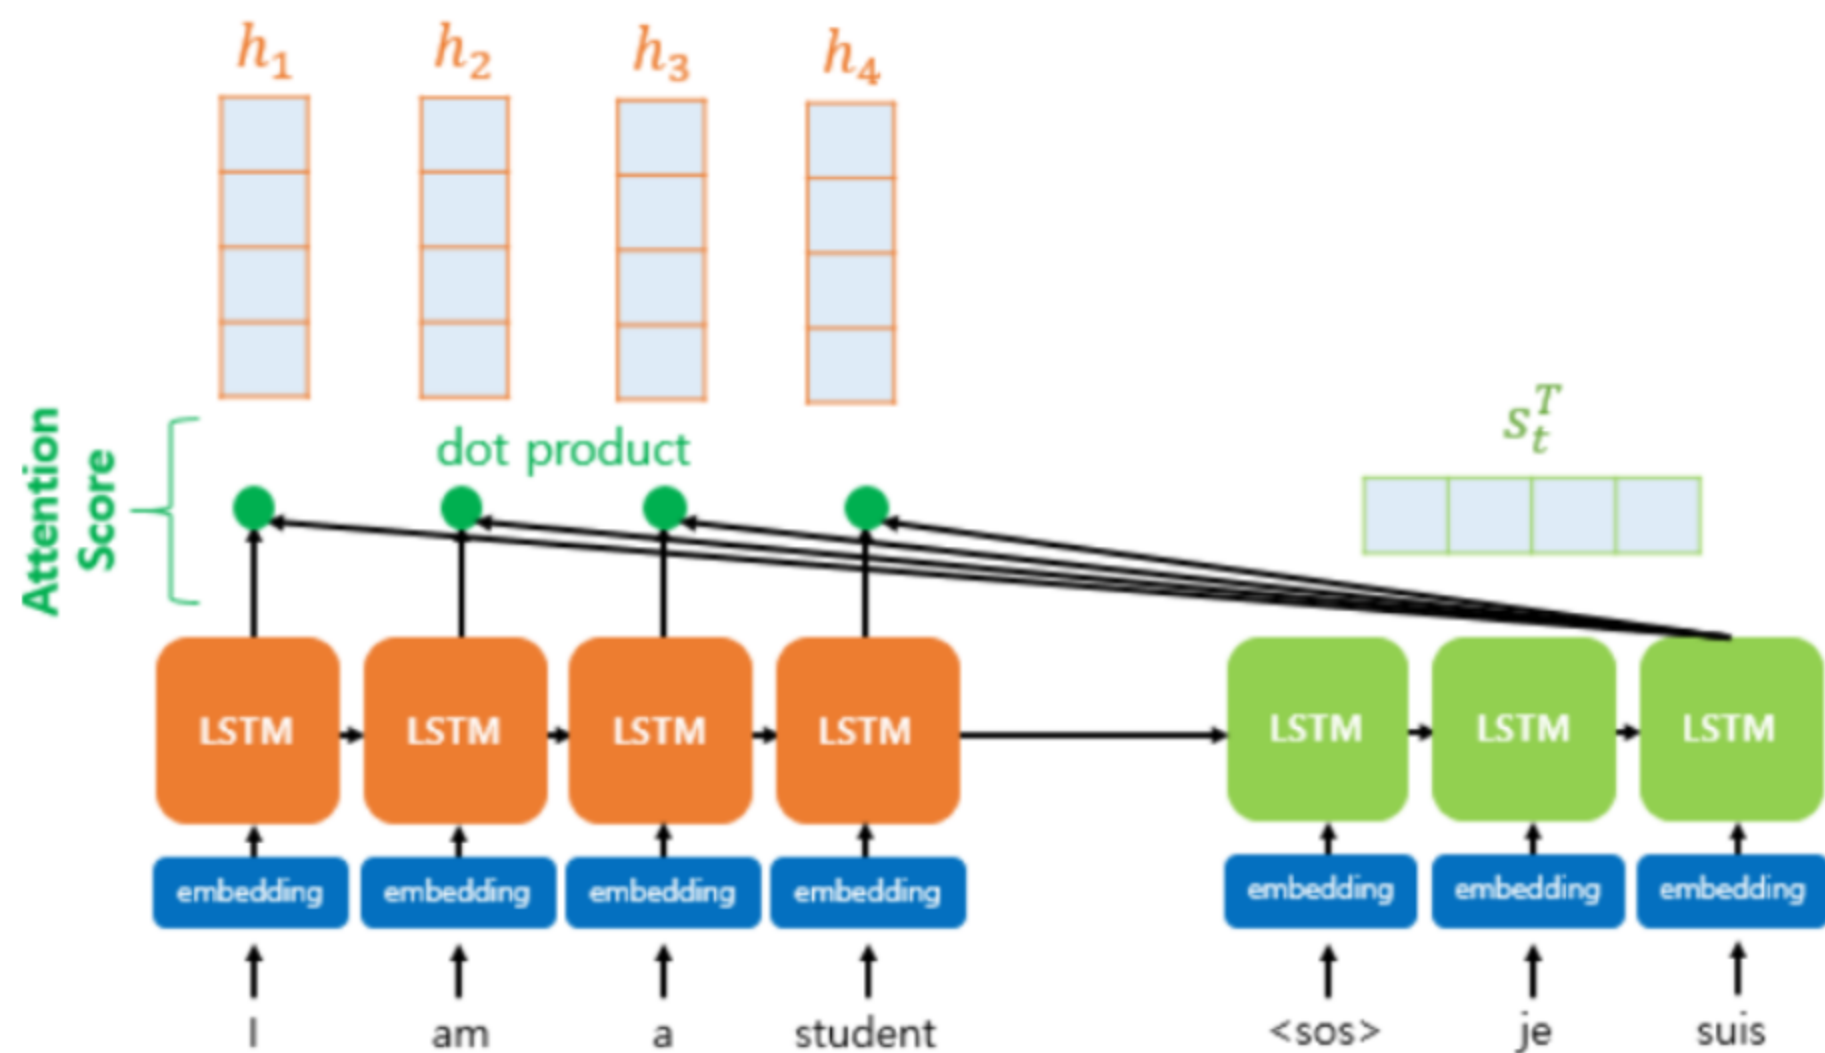 h₁ h₂ h₃ h₄
s_t^T
dot product
Attention
Score
LSTM LSTM LSTM LSTM LSTM LSTM LSTM
embedding embedding embedding embedding embedding embedding embedding
I am a student <sos> je suis